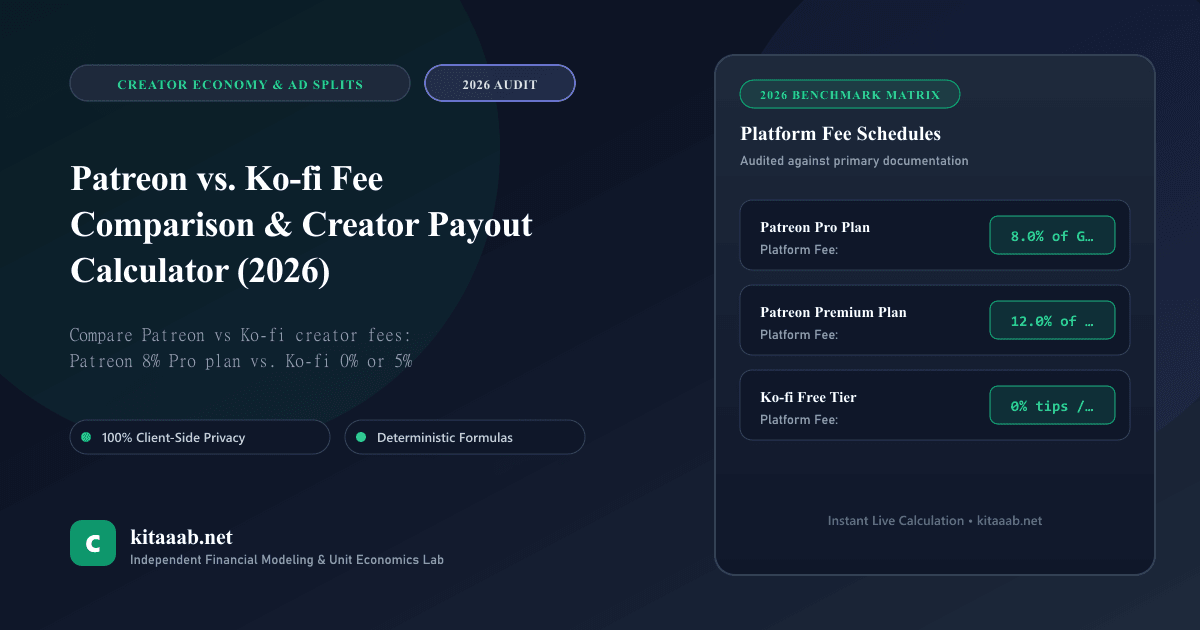 CREATOR ECONOMY & AD SPLITS
2026 AUDIT
Patreon vs. Ko-fi Fee
Comparison & Creator Payout
Calculator (2026)
Compare Patreon vs Ko-fi creator fees:
Patreon 8% Pro plan vs. Ko-fi 0% or 5%
100% Client-Side Privacy
Deterministic Formulas
C
kitaaab.net
Independent Financial Modeling & Unit Economics Lab
2026 BENCHMARK MATRIX
Platform Fee Schedules
Audited against primary documentation
Patreon Pro Plan
Platform Fee:
8.0% of G…
Patreon Premium Plan
Platform Fee:
12.0% of …
Ko-fi Free Tier
Platform Fee:
0% tips /…
Instant Live Calculation • kitaaab.net